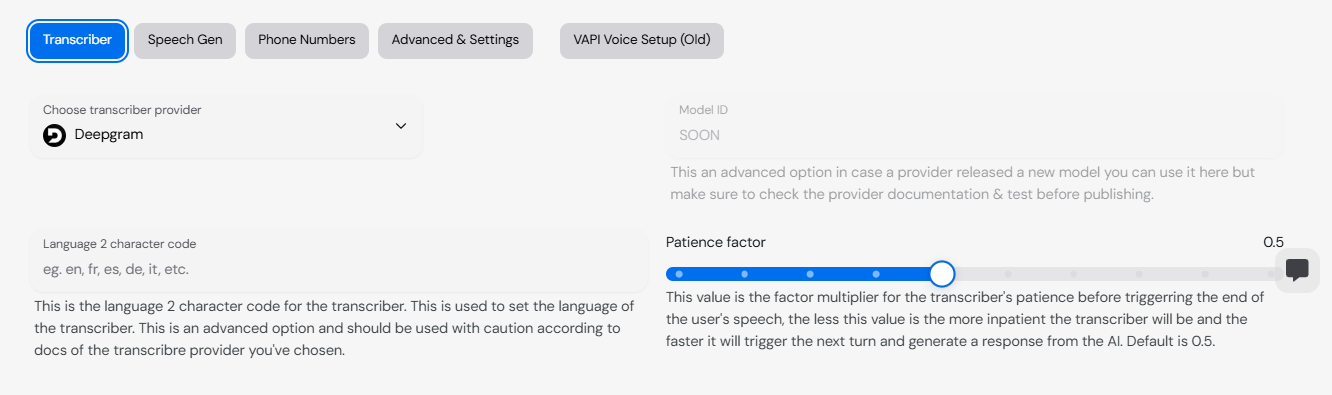 Transcriber
Speech Gen
Phone Numbers
Advanced & Settings
VAPI Voice Setup (Old)
Choose transcriber provider
Deepgram
Model ID
SOON
This an advanced option in case a provider released a new model you can use it here but
make sure to check the provider documentation & test before publishing.
Language 2 character code
eg. en, fr, es, de, it, etc.
This is the language 2 character code for the transcriber. This is used to set the language of
the transcriber. This is an advanced option and should be used with caution according to
docs of the transcribre provider you've chosen.
Patience factor
0.5
This value is the factor multiplier for the transcriber's patience before triggerring the end of
the user's speech, the less this value is the more inpatient the transcriber will be and the
faster it will trigger the next turn and generate a response from the AI. Default is 0.5.